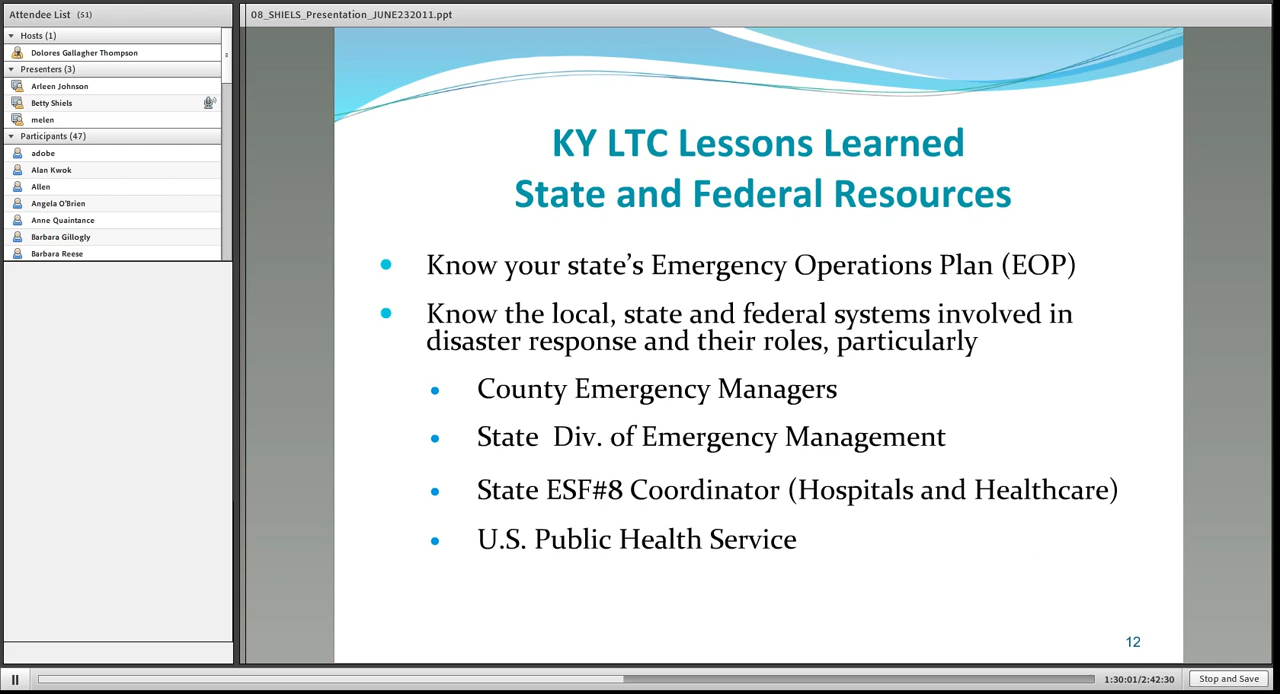 Attendee List (51)
Hosts (1)
Dolores Gallagher Thompson
Presenters (3)
Arleen Johnson
Betty Shiels
melen
Participants (47)
adobe
Alan Kwok
Allen
Angela O'Brien
Anne Quaintance
Barbara Gillogly
Barbara Reese
08_SHIELS_Presentation_JUNE232011.ppt
KY LTC Lessons Learned
State and Federal Resources
Know your state's Emergency Operations Plan (EOP)
Know the local, state and federal systems involved in
disaster response and their roles, particularly
County Emergency Managers
State Div. of Emergency Management
State ESF#8 Coordinator (Hospitals and Healthcare)
U.S. Public Health Service
12
1:30:01/2:42:30
Stop and Save